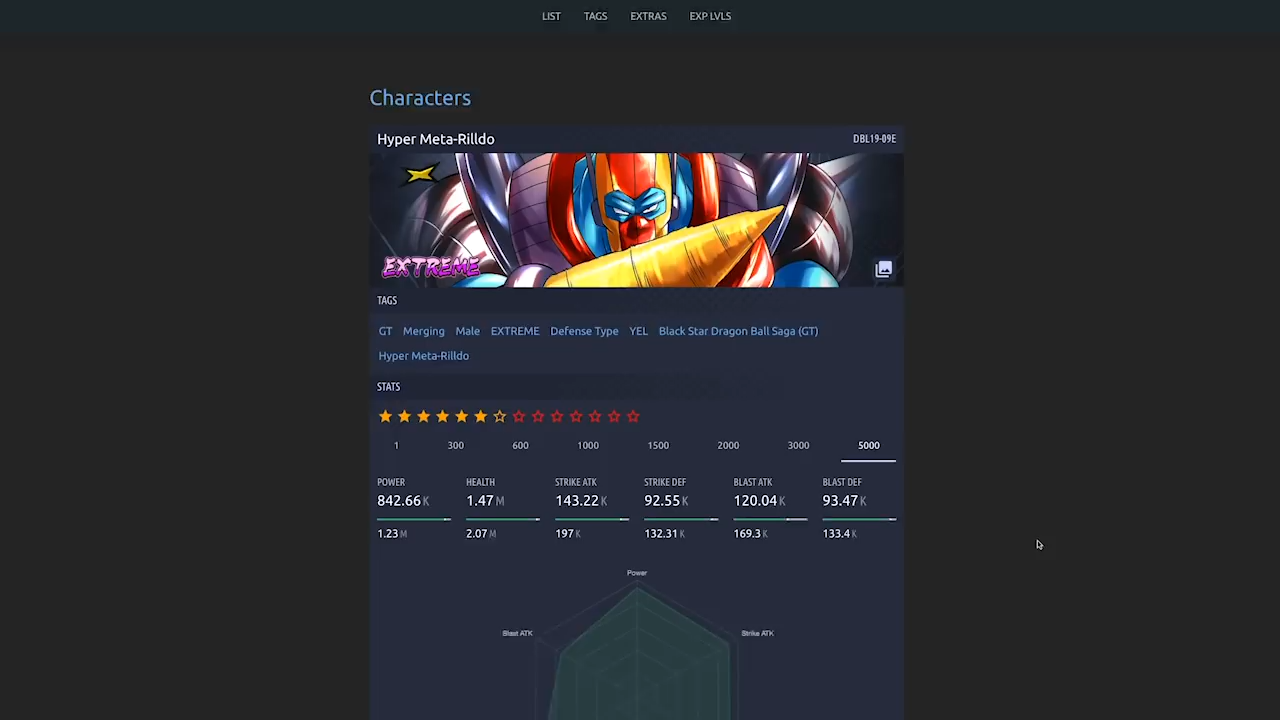 LIST TAGS EXTRAS EXP LVLS
Characters
Hyper Meta-Rilldo DBL19-09E
EXTREME
TAGS
GT Merging Male EXTREME Defense Type YEL Black Star Dragon Ball Saga (GT)
Hyper Meta-Rilldo
STATS
1 300 600 1000 1500 2000 3000 5000
POWER HEALTH STRIKE ATK STRIKE DEF BLAST ATK BLAST DEF
842.66 K 1.47 M 143.22 K 92.55 K 120.04 K 93.47 K
1.23 M 2.07 M 197 K 132.31 K 169.3 K 133.4 K
Power
Blast ATK Strike ATK